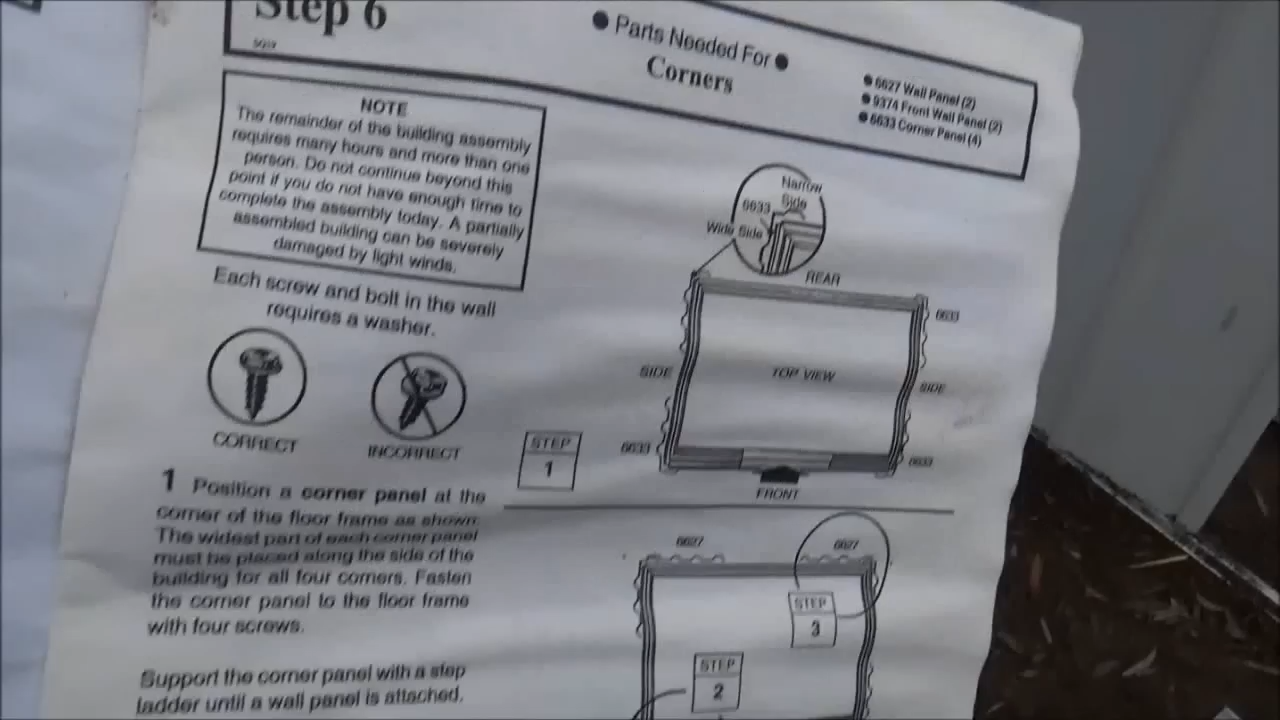 Step 6
● Parts Needed For ●
Corners
● 6627 Wall Panel (2)
● 9374 Front Wall Panel (2)
● 6633 Corner Panel (4)
NOTE
The remainder of the building assembly
requires many hours and more than one
person. Do not continue beyond this
point if you do not have enough time to
complete the assembly today. A partially
assembled building can be severely
damaged by light winds.
Each screw and bolt in the wall
requires a washer.
CORRECT
INCORRECT
1 Position a corner panel at the
corner of the floor frame as shown.
The widest part of each corner panel
must be placed along the side of the
building for all four corners. Fasten
the corner panel to the floor frame
with four screws.
Support the corner panel with a step
ladder until a wall panel is attached.
Narrow
Side
6633
Wide Side
REAR
6633
SIDE
TOP VIEW
SIDE
6633
6633
FRONT
STEP
1
6627
6627
STEP
3
STEP
2